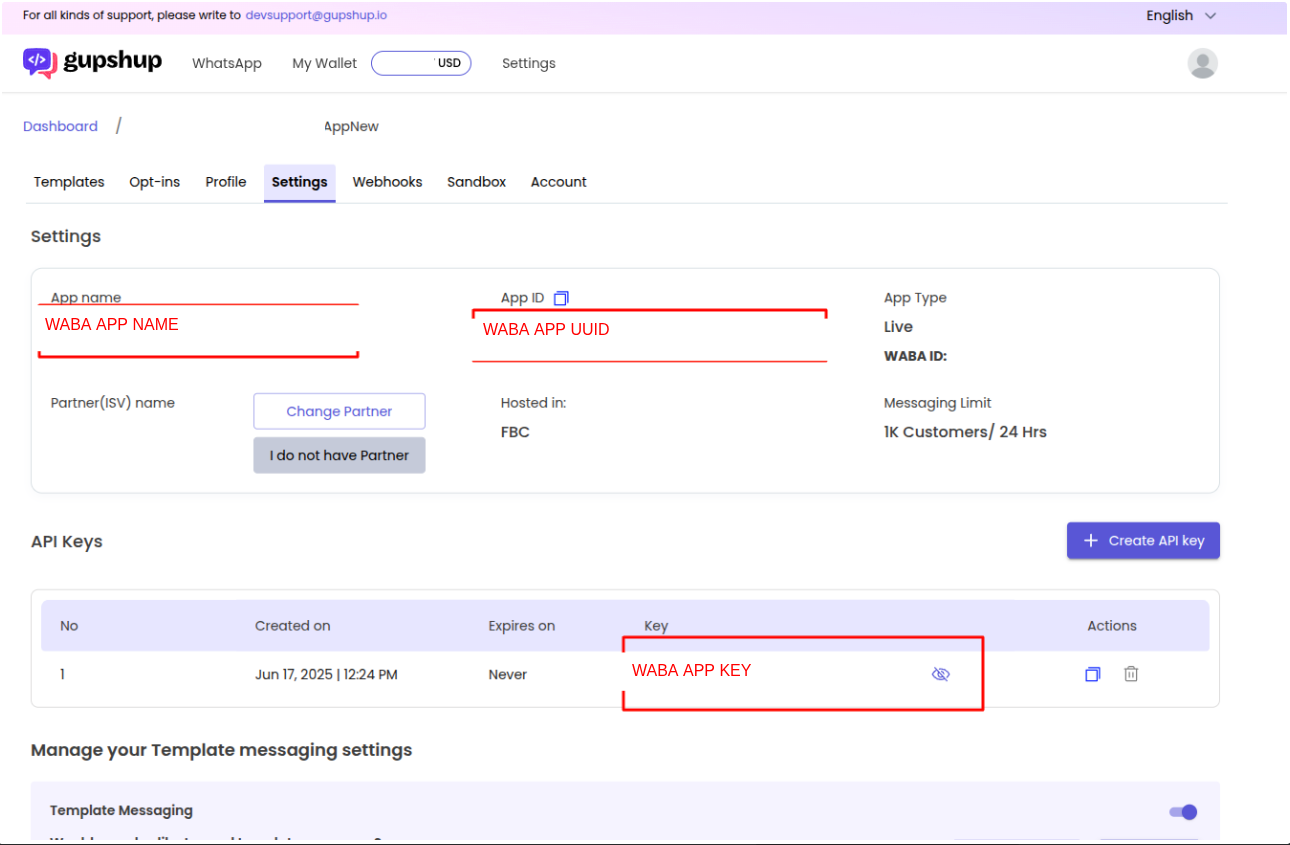 For all kinds of support, please write to devsupport@gupshup.io
English
</> gupshup
WhatsApp
My Wallet
USD
Settings
Dashboard / AppNew
Templates
Opt-ins
Profile
Settings
Webhooks
Sandbox
Account
Settings
App name
WABA APP NAME
App ID
WABA APP UUID
App Type
Live
WABA ID:
Partner(ISV) name
Change Partner
I do not have Partner
Hosted in:
FBC
Messaging Limit
1K Customers/ 24 Hrs
API Keys
+ Create API key
No
Created on
Expires on
Key
Actions
1
Jun 17, 2025 | 12:24 PM
Never
WABA APP KEY
Manage your Template messaging settings
Template Messaging